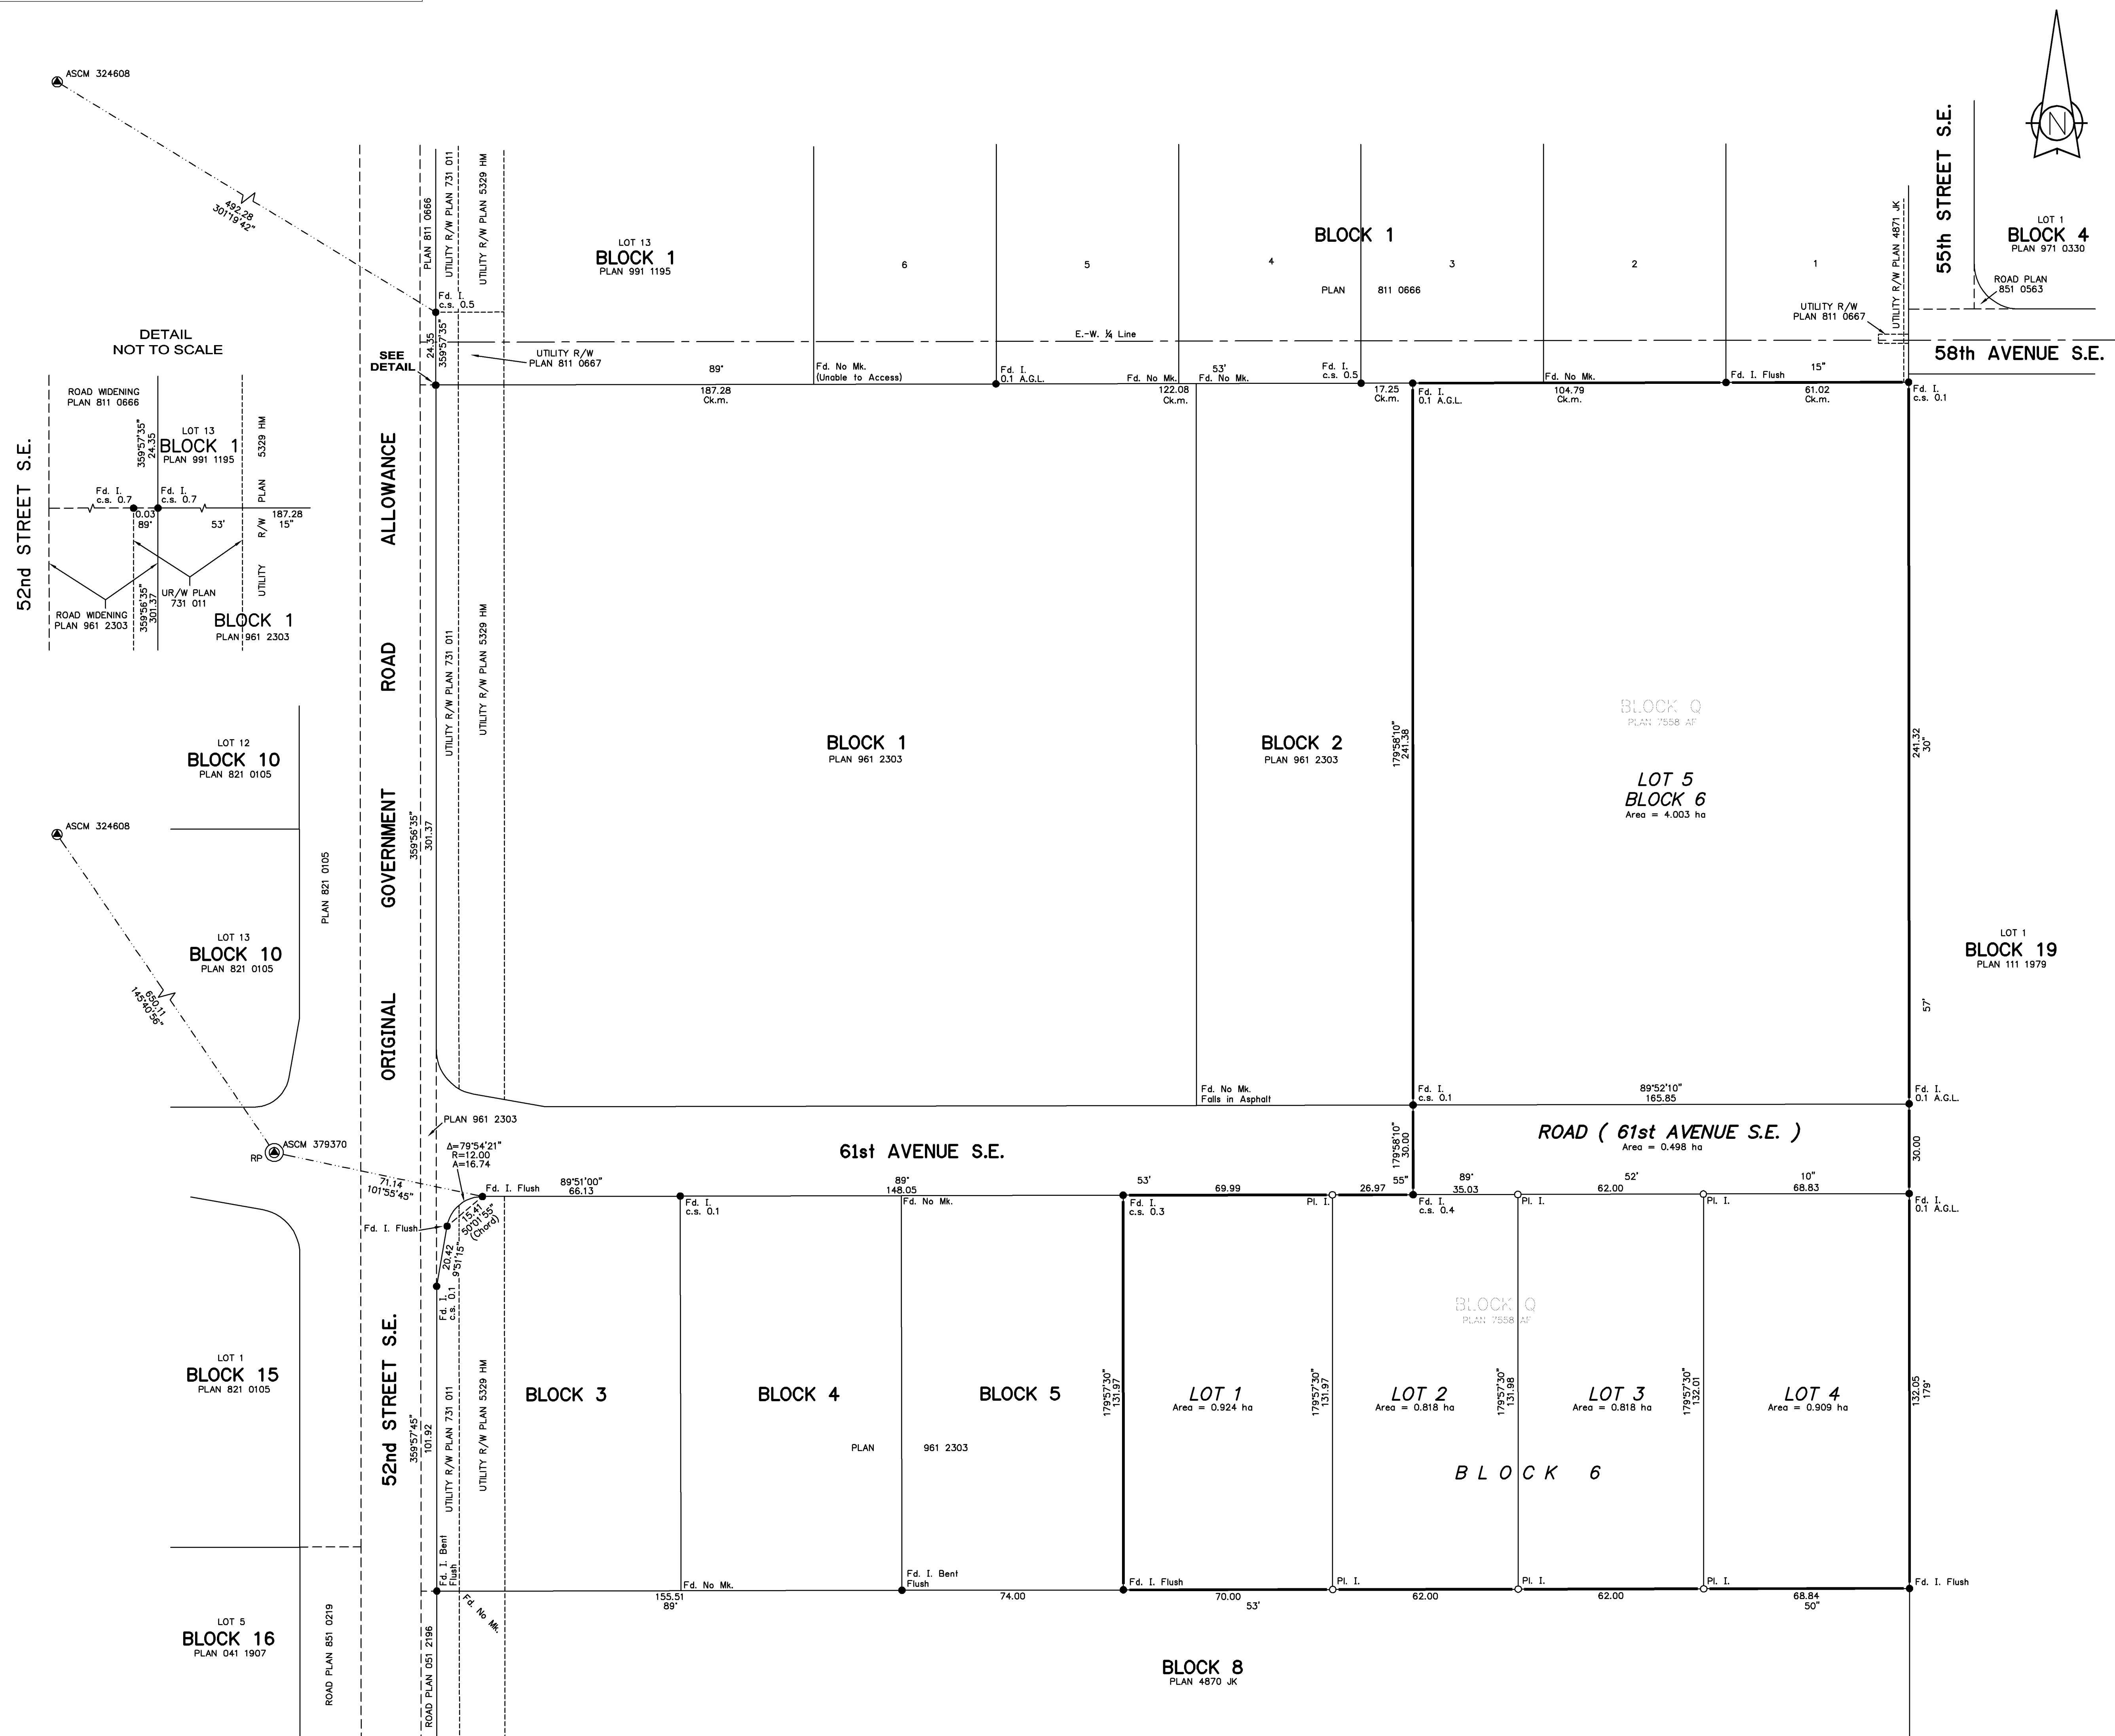 ASCM 324608
492.28
301°19'42"
N
55th STREET S.E.
LOT 1
BLOCK 4
PLAN 971 0330
ROAD PLAN
851 0563
UTILITY R/W PLAN 4871 JK
UTILITY R/W
PLAN 811 0667
58th AVENUE S.E.
PLAN 811 0666
UTILITY R/W PLAN 731 011
UTILITY R/W PLAN 5329 HM
LOT 13
BLOCK 1
PLAN 991 1195
6
5
4
3
2
1
BLOCK 1
PLAN 811 0666
Fd. I.
c.s. 0.5
24.35
359°57'35"
E.-W. ¼ Line
UTILITY R/W
PLAN 811 0667
SEE
DETAIL
89'
187.28
Ck.m.
Fd. No Mk.
(Unable to Access)
Fd. I.
0.1 A.G.L.
Fd. No Mk.
122.08
Ck.m.
Fd. No Mk.
53'
Fd. I.
c.s. 0.5
17.25
Ck.m.
Fd. I.
0.1 A.G.L.
Fd. No Mk.
104.79
Ck.m.
Fd. I. Flush
15"
61.02
Ck.m.
Fd. I.
c.s. 0.1
DETAIL
NOT TO SCALE
ROAD WIDENING
PLAN 811 0666
359°57'35"
24.35
LOT 13
BLOCK 1
PLAN 991 1195
5329 HM
PLAN
R/W
UTILITY
52nd STREET S.E.
Fd. I.
c.s. 0.7
Fd. I.
c.s. 0.7
0.03
89'
53'
187.28
15"
359°56'35"
301.37
UR/W PLAN
731 011
ROAD WIDENING
PLAN 961 2303
BLOCK 1
PLAN 961 2303
ORIGINAL GOVERNMENT ROAD ALLOWANCE
UTILITY R/W PLAN 731 011
UTILITY R/W PLAN 5329 HM
359°56'35"
301.37
BLOCK 1
PLAN 961 2303
BLOCK 2
PLAN 961 2303
179°58'10"
241.38
BLOCK Q
PLAN 7558 AF
LOT 5
BLOCK 6
Area = 4.003 ha
241.32
30"
57'
LOT 1
BLOCK 19
PLAN 111 1979
LOT 12
BLOCK 10
PLAN 821 0105
ASCM 324608
PLAN 821 0105
LOT 13
BLOCK 10
PLAN 821 0105
650.11
145°40'56"
ASCM 379370
RP
71.14
101°55'45"
PLAN 961 2303
Δ=79°54'21"
R=12.00
A=16.74
61st AVENUE S.E.
Fd. No Mk.
Falls in Asphalt
Fd. I.
c.s. 0.1
89°52'10"
165.85
Fd. I.
0.1 A.G.L.
179°58'10"
30.00
ROAD ( 61st AVENUE S.E. )
Area = 0.498 ha
30.00
Fd. I. Flush
89°51'00"
66.13
Fd. I.
c.s. 0.1
89'
148.05
Fd. No Mk.
53'
Fd. I.
c.s. 0.3
69.99
Pl. I.
26.97
55"
Fd. I.
c.s. 0.4
89'
35.03
Pl. I.
52'
62.00
Pl. I.
10"
68.83
Fd. I.
0.1 A.G.L.
Fd. I. Flush
15.41
50°01'55"
(Chord)
20.42
9°51'15"
Fd. I.
c.s. 0.1
52nd STREET S.E.
359°57'45"
101.92
UTILITY R/W PLAN 731 011
UTILITY R/W PLAN 5329 HM
LOT 1
BLOCK 15
PLAN 821 0105
BLOCK 3
BLOCK 4
BLOCK 5
PLAN 961 2303
179°57'30"
131.97
LOT 1
Area = 0.924 ha
179°57'30"
131.97
BLOCK Q
PLAN 7558 AF
LOT 2
Area = 0.818 ha
179°57'30"
131.98
LOT 3
Area = 0.818 ha
179°57'30"
132.01
LOT 4
Area = 0.909 ha
132.05
179°
BLOCK 6
Fd. I. Bent
Flush
Fd. No Mk.
155.51
89'
Fd. No Mk.
Fd. I. Bent
Flush
74.00
Fd. I. Flush
70.00
53'
Pl. I.
62.00
Pl. I.
62.00
Pl. I.
68.84
50"
Fd. I. Flush
LOT 5
BLOCK 16
PLAN 041 1907
ROAD PLAN 851 0219
ROAD PLAN 051 2196
BLOCK 8
PLAN 4870 JK